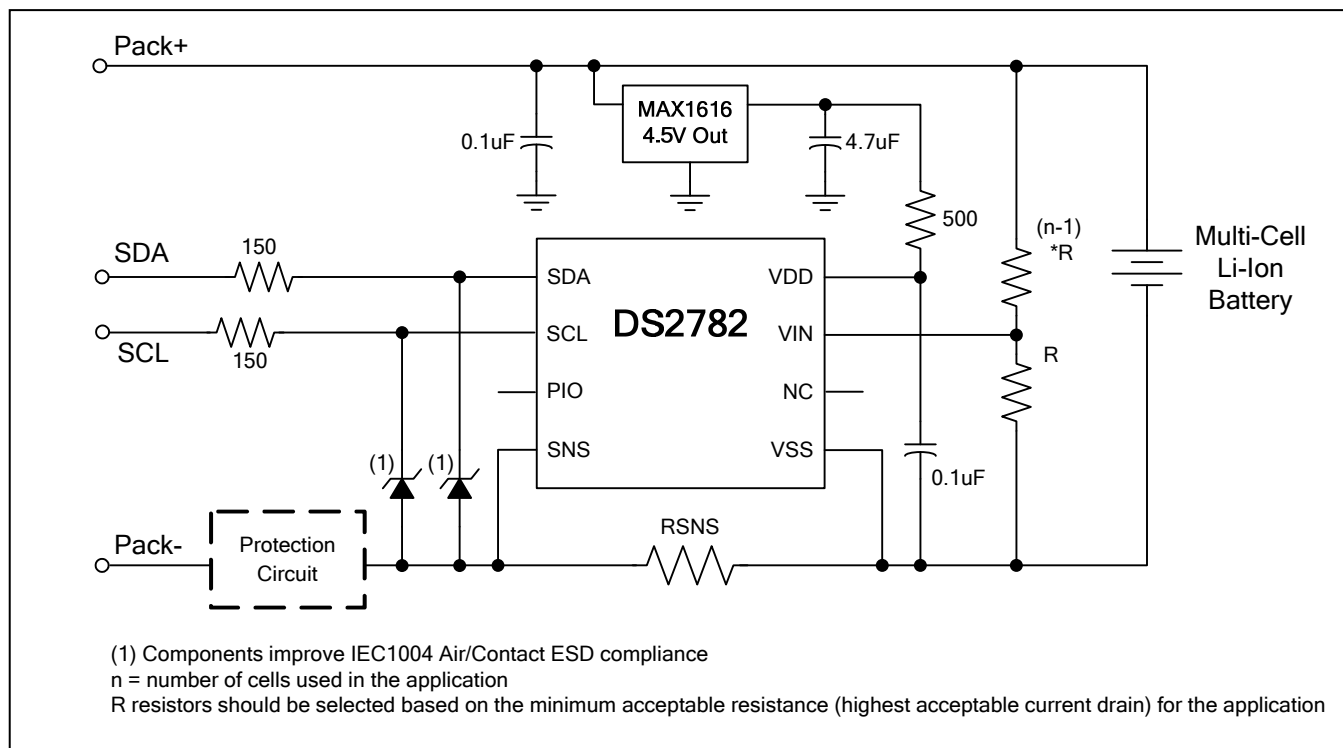 Pack+
MAX1616
4.5V Out
0.1uF
4.7uF
500
(n-1)
*R
Multi-Cell
Li-Ion
Battery
SDA
150
SDA
VDD
DS2782
SCL
150
SCL
VIN
R
PIO
NC
SNS
VSS
(1)
(1)
0.1uF
RSNS
Pack-
Protection
Circuit
(1) Components improve IEC1004 Air/Contact ESD compliance
n = number of cells used in the application
R resistors should be selected based on the minimum acceptable resistance (highest acceptable current drain) for the application